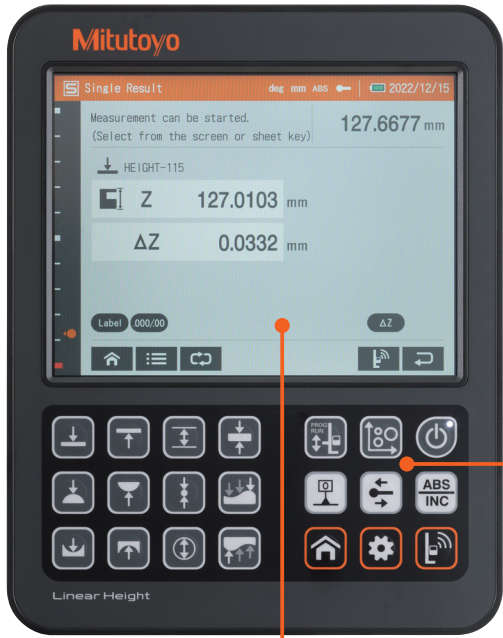 Mitutoyo
S Single Result deg mm ABS 2022/12/15
Measurement can be started.
(Select from the screen or sheet key)
127.6677 mm
HEIGHT-115
Z 127.0103 mm
ΔZ 0.0332 mm
Label .000/.00 ΔZ
PROG
RUN
0
ABS
INC
Linear Height